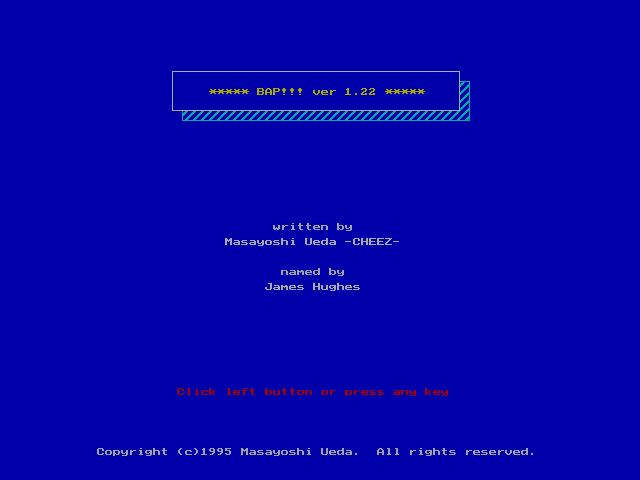 ***** BAP!!! ver 1.22 *****
written by
Masayoshi Ueda -CHEEZ-
named by
James Hughes
Click left button or press any key
Copyright (c)1995 Masayoshi Ueda.  All rights reserved.